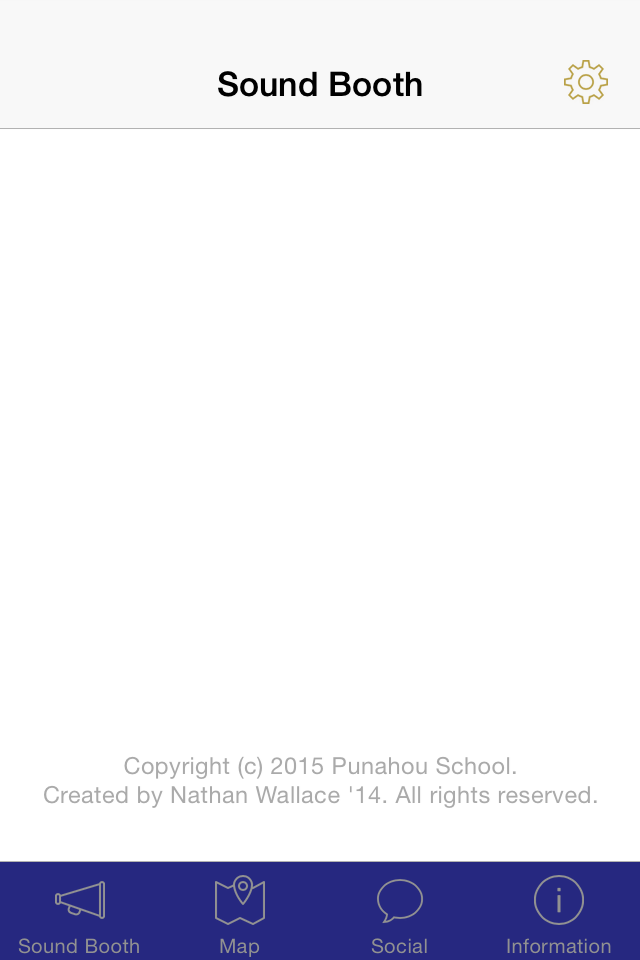 Sound Booth
Copyright (c) 2015 Punahou School.
Created by Nathan Wallace '14. All rights reserved.
Sound Booth
Map
Social
Information